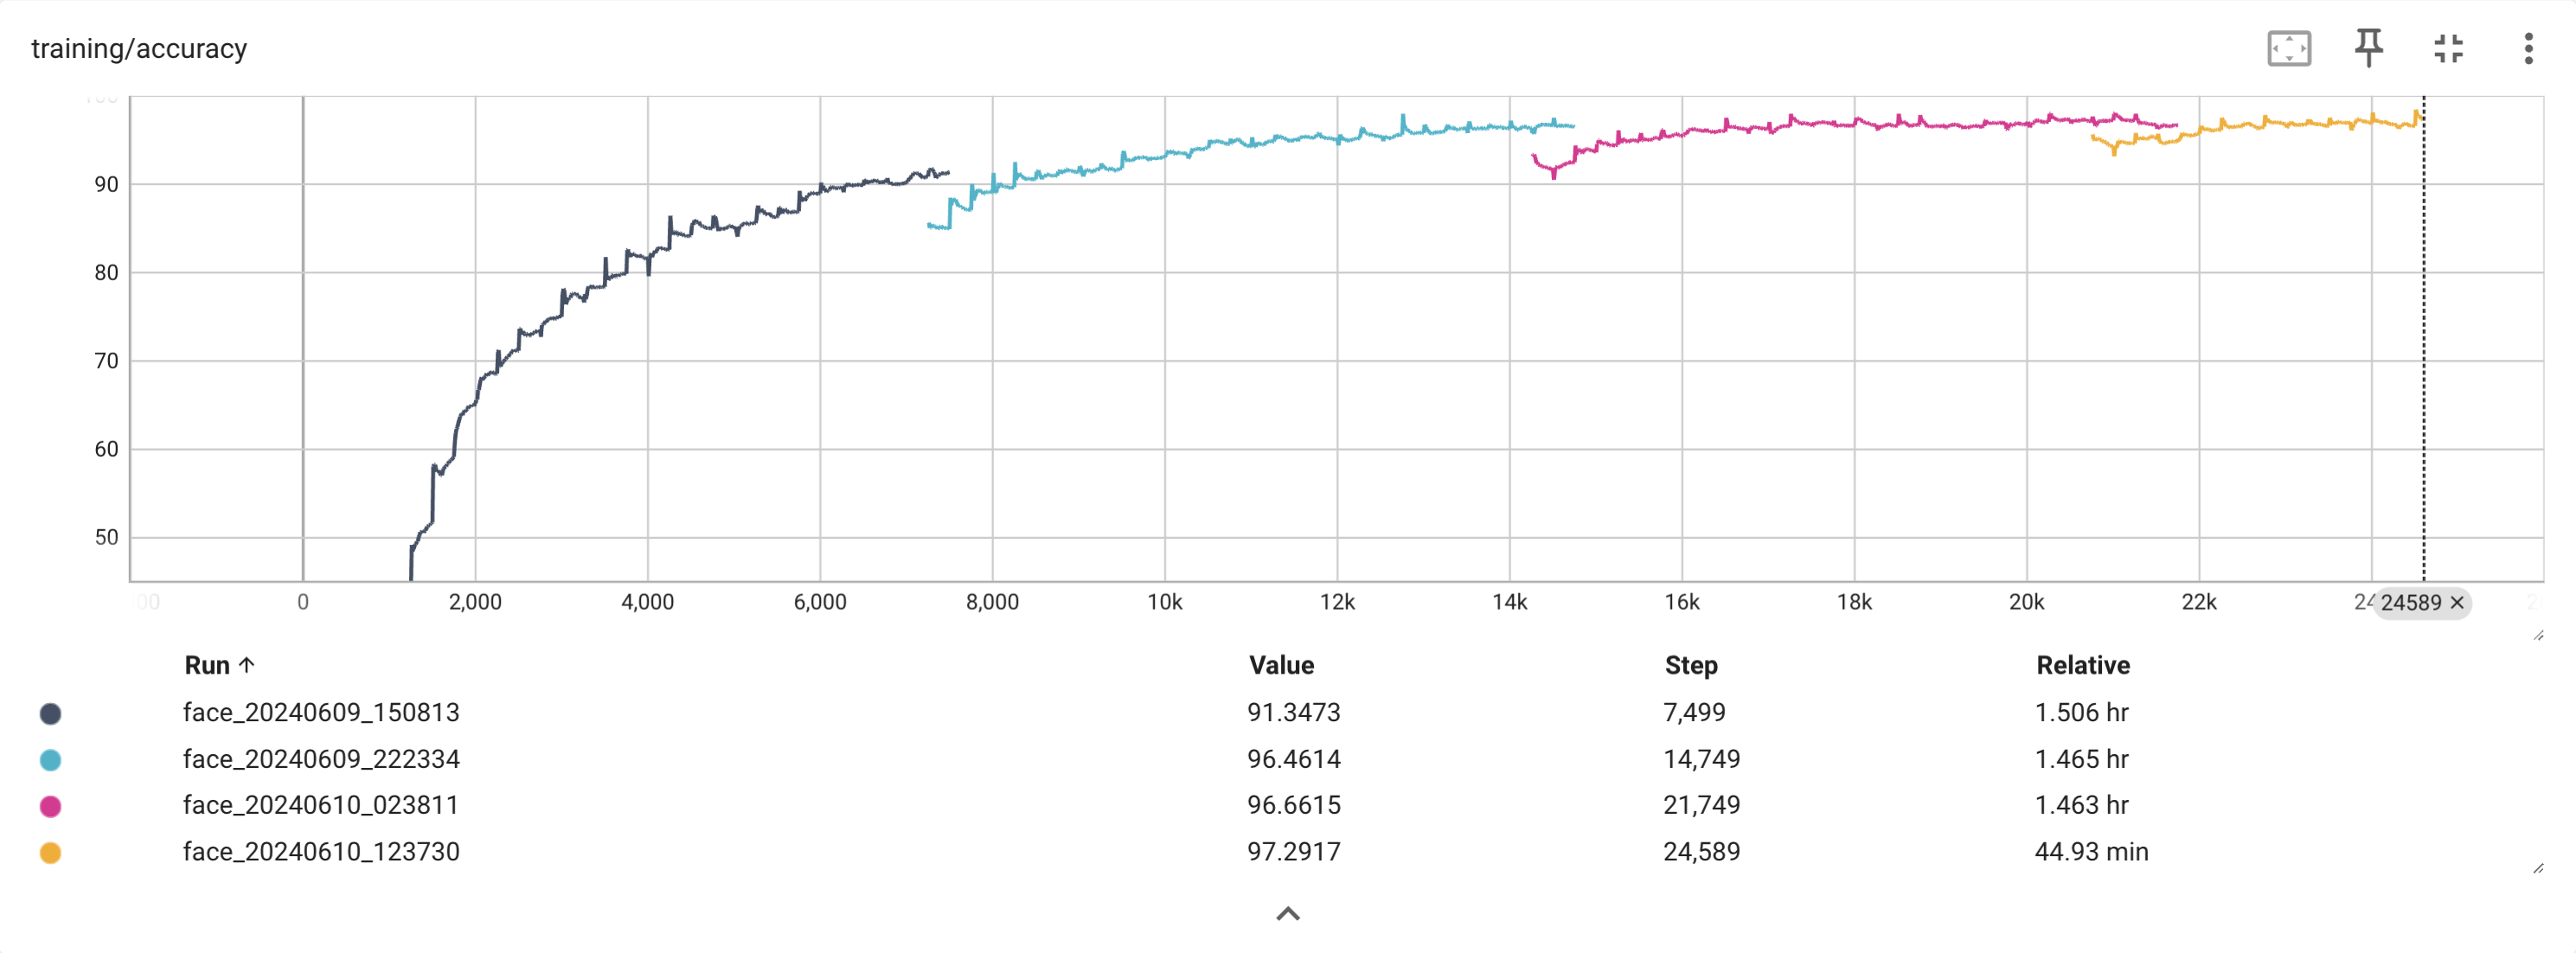 training/accuracy
90
80
70
60
50
0 2,000 4,000 6,000 8,000 10k 12k 14k 16k 18k 20k 22k 24589 ×
Run ↑ Value Step Relative
face_20240609_150813 91.3473 7,499 1.506 hr
face_20240609_222334 96.4614 14,749 1.465 hr
face_20240610_023811 96.6615 21,749 1.463 hr
face_20240610_123730 97.2917 24,589 44.93 min